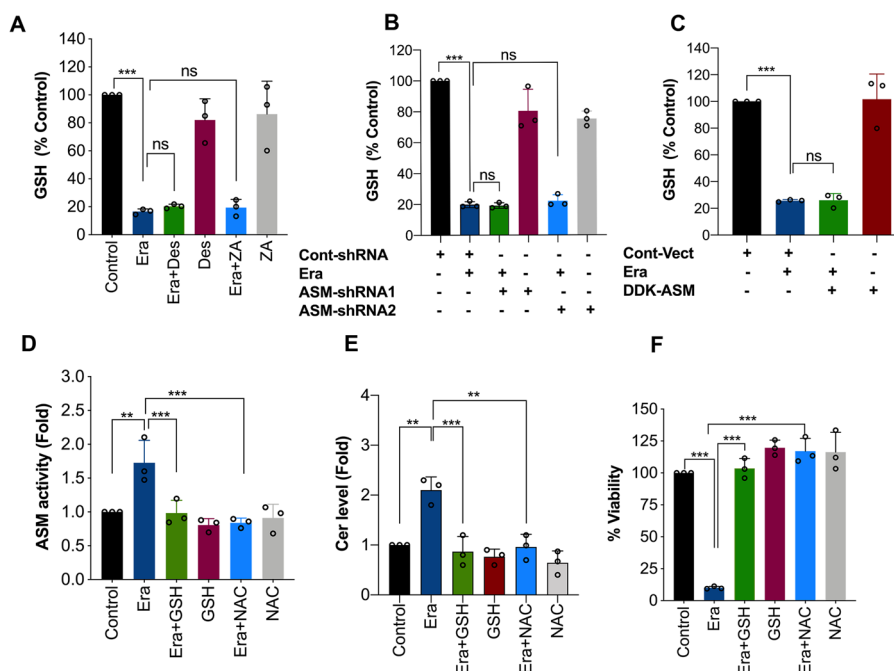 A
GSH (% Control)
140
120
100
80
60
40
20
0
***
ns
ns
Control
Era
Era+Des
Des
Era+ZA
ZA
B
GSH (% Control)
120
100
80
60
40
20
0
***
ns
ns
Cont-shRNA + + - - - -
Era - + + - + -
ASM-shRNA1 - - + + - -
ASM-shRNA2 - - - - + +
C
GSH (% Control)
140
120
100
80
60
40
20
0
***
ns
Cont-Vect + + - -
Era - + + -
DDK-ASM - - + +
D
ASM activity (Fold)
3.0
2.5
2.0
1.5
1.0
0.5
0.0
***
** ***
Control
Era
Era+GSH
GSH
Era+NAC
NAC
E
Cer level (Fold)
4
3
2
1
0
**
** ***
Control
Era
Era+GSH
GSH
Era+NAC
NAC
F
% Viability
150
125
100
75
50
25
0
***
*** ***
Control
Era
Era+GSH
GSH
Era+NAC
NAC